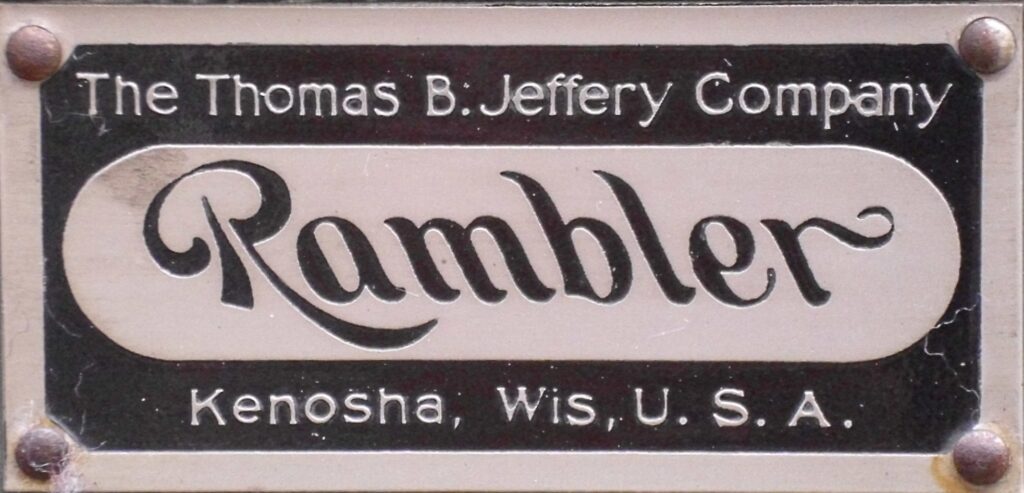 The Thomas B. Jeffery Company
Rambler
Kenosha, Wis, U. S. A.